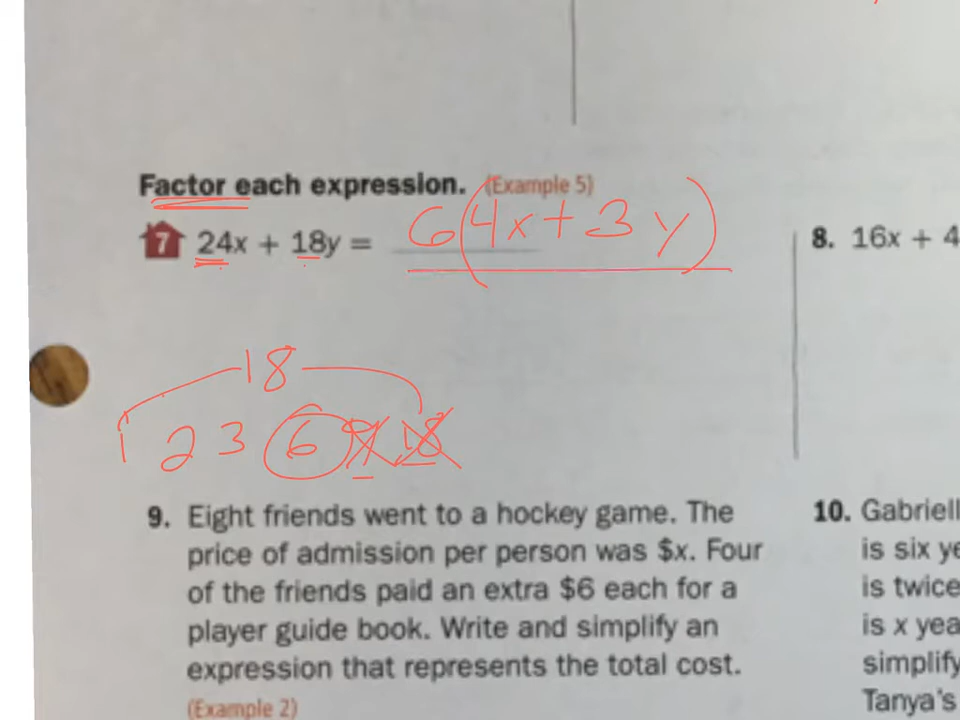 Factor each expression. (Example 5)
7 24x + 18y = 6(4x + 3y)
8. 16x + 4
18
1 2 3 6 9 18
9. Eight friends went to a hockey game. The
price of admission per person was $x. Four
of the friends paid an extra $6 each for a
player guide book. Write and simplify an
expression that represents the total cost.
(Example 2)
10. Gabriell
is six ye
is twice
is x yea
simplify
Tanya's